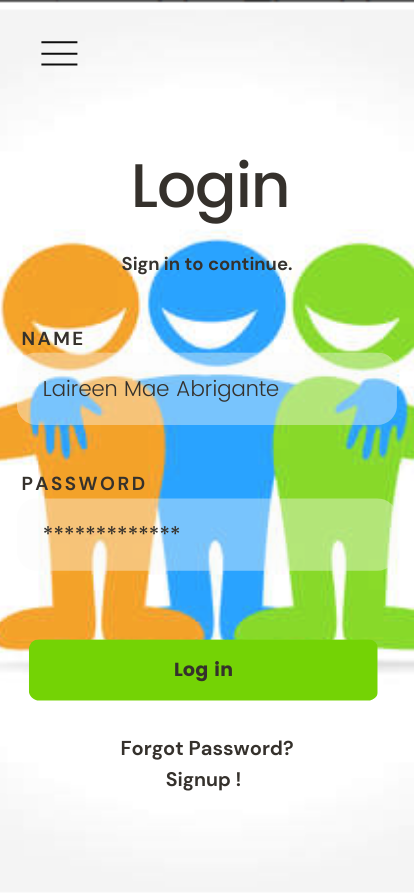 Login
Sign in to continue.
NAME
Laireen Mae Abrigante
PASSWORD
*************
Log in
Forgot Password?
Signup !